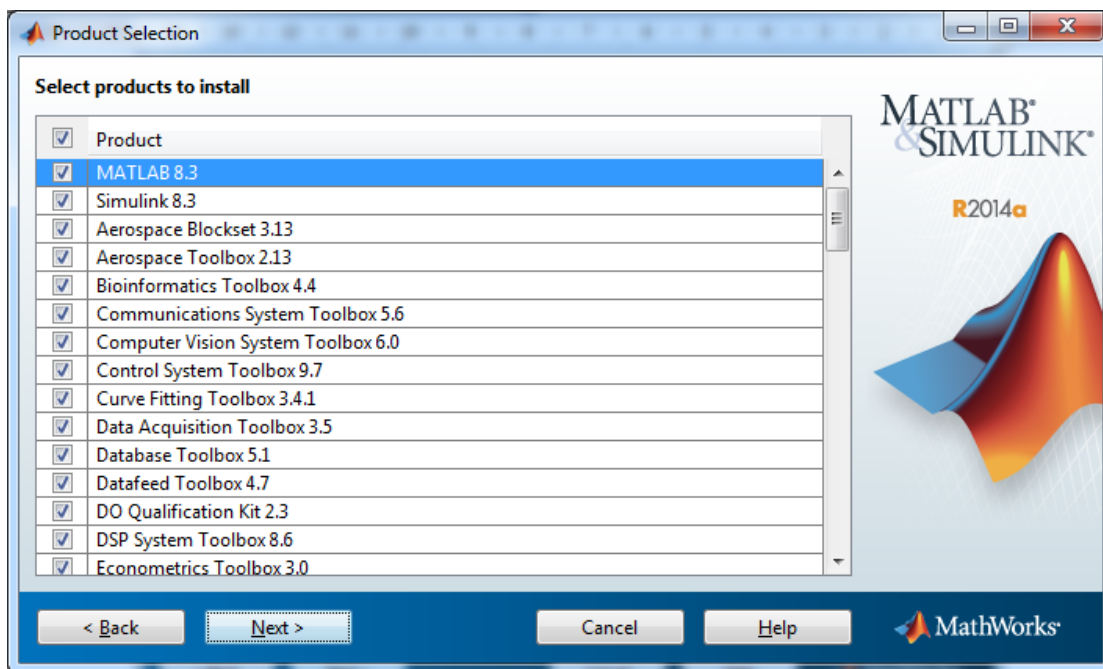 Product Selection
Select products to install
Product
MATLAB 8.3
Simulink 8.3
Aerospace Blockset 3.13
Aerospace Toolbox 2.13
Bioinformatics Toolbox 4.4
Communications System Toolbox 5.6
Computer Vision System Toolbox 6.0
Control System Toolbox 9.7
Curve Fitting Toolbox 3.4.1
Data Acquisition Toolbox 3.5
Database Toolbox 5.1
Datafeed Toolbox 4.7
DO Qualification Kit 2.3
DSP System Toolbox 8.6
Econometrics Toolbox 3.0
MATLAB®
&SIMULINK®
R2014a
< Back
Next >
Cancel
Help
MathWorks®